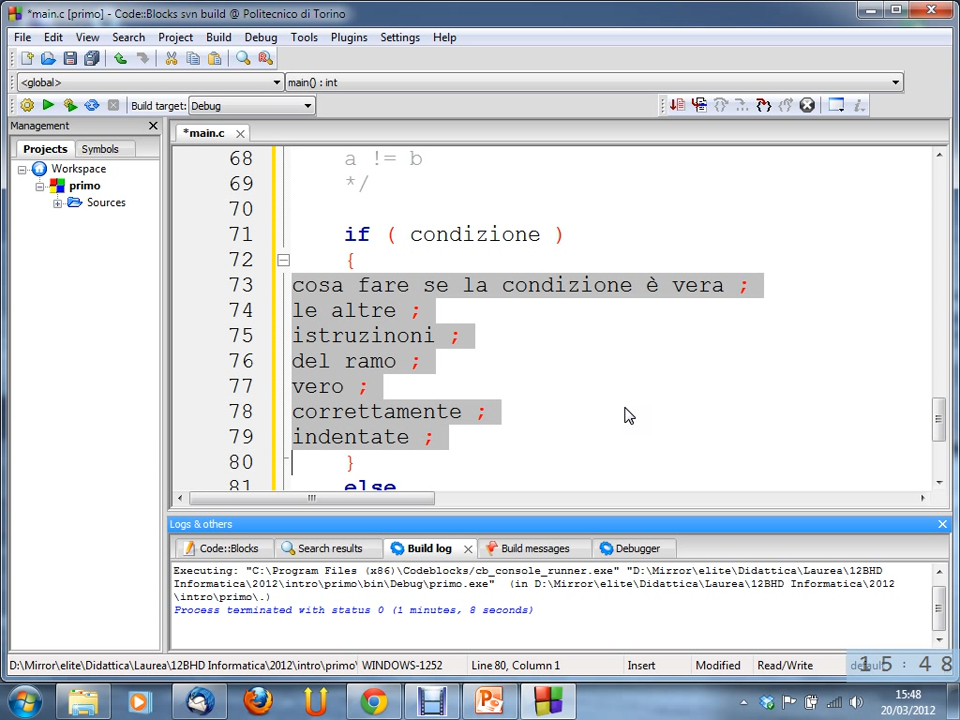 *main.c [primo] - Code::Blocks svn build @ Politecnico di Torino
File Edit View Search Project Build Debug Tools Plugins Settings Help
<global> main() : int
Build target: Debug
Management
*main.c
Projects Symbols
Workspace
primo
Sources
68 a != b
69 */
70
71 if ( condizione )
72 {
73 cosa fare se la condizione è vera ;
74 le altre ;
75 istruzinoni ;
76 del ramo ;
77 vero ;
78 correttamente ;
79 indentate ;
80 }
81 else
Logs & others
Code::Blocks Search results Build log Build messages Debugger
Executing: "C:\Program Files (x86)\Codeblocks/cb_console_runner.exe" "D:\Mirror\elite\Didattica\Laurea\12BHD
Informatica\2012\intro\primo\bin\Debug\primo.exe" (in D:\Mirror\elite\Didattica\Laurea\12BHD Informatica\2012
\intro\primo\.)
Process terminated with status 0 (1 minutes, 8 seconds)
D:\Mirror\elite\Didattica\Laurea\12BHD Informatica\2012\intro\primo\ WINDOWS-1252 Line 80, Column 1 Insert Modified Read/Write default
15:48
15:48
20/03/2012